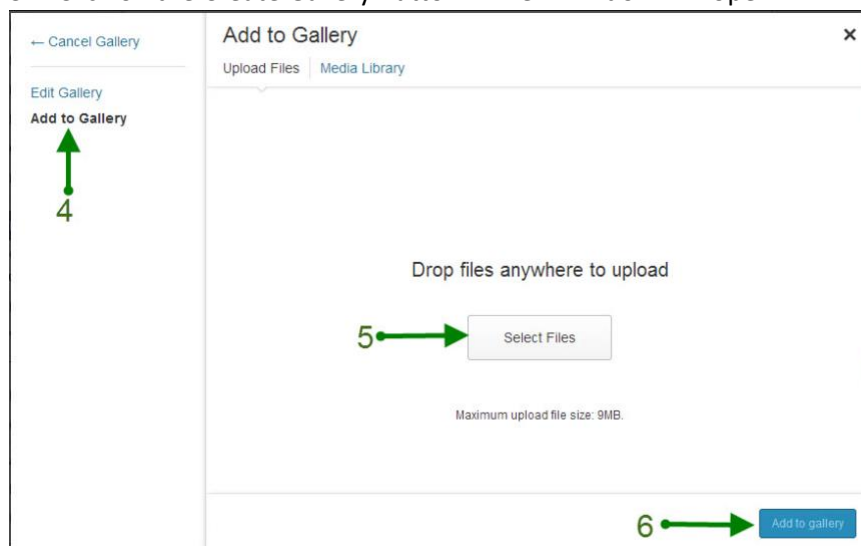 ← Cancel Gallery
Edit Gallery
Add to Gallery
4
Add to Gallery
Upload Files Media Library
Drop files anywhere to upload
5
Select Files
Maximum upload file size: 9MB.
6
Add to gallery